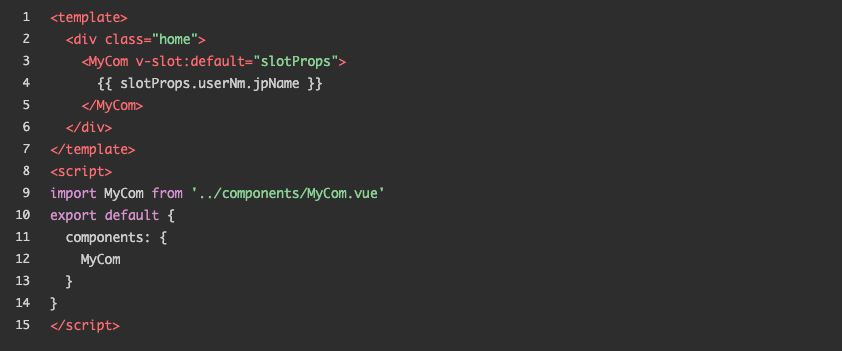 1 <template>
2   <div class="home">
3     <MyCom v-slot:default="slotProps">
4       {{ slotProps.userNm.jpName }}
5     </MyCom>
6   </div>
7 </template>
8 <script>
9 import MyCom from '../components/MyCom.vue'
10 export default {
11   components: {
12     MyCom
13   }
14 }
15 </script>